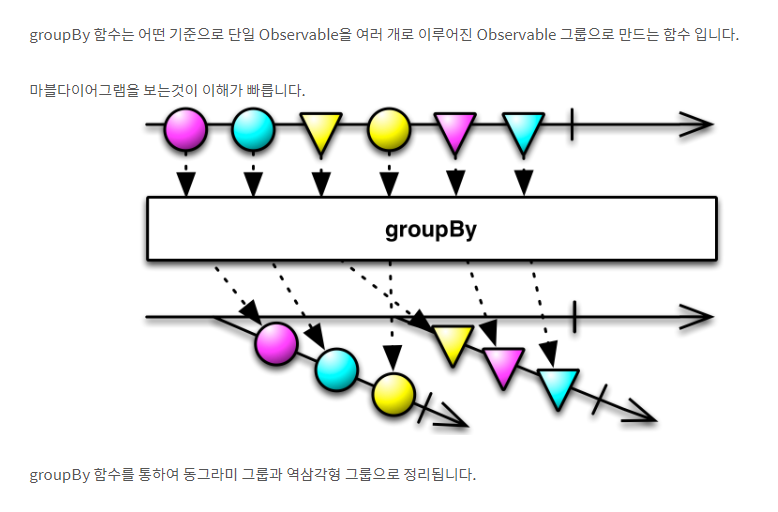 groupBy 함수는 어떤 기준으로 단일 Observable을 여러 개로 이루어진 Observable 그룹으로 만드는 함수 입니다.
마블다이어그램을 보는것이 이해가 빠릅니다.
groupBy
groupBy 함수를 통하여 동그라미 그룹과 역삼각형 그룹으로 정리됩니다.